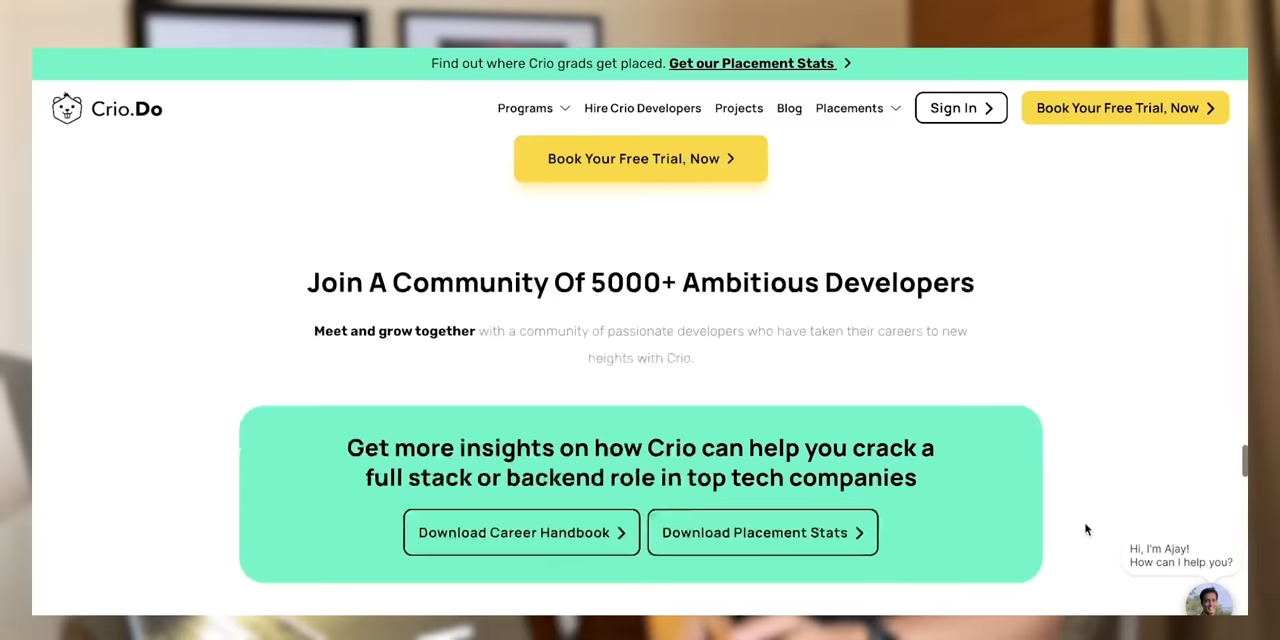 Find out where Crio grads get placed. Get our Placement Stats
Crio.Do
Programs
Hire Crio Developers
Projects
Blog
Placements
Sign In
Book Your Free Trial, Now
Book Your Free Trial, Now
Join A Community Of 5000+ Ambitious Developers
Meet and grow together with a community of passionate developers who have taken their careers to new
heights with Crio.
Get more insights on how Crio can help you crack a
full stack or backend role in top tech companies
Download Career Handbook
Download Placement Stats
Hi, I'm Ajay!
How can I help you?